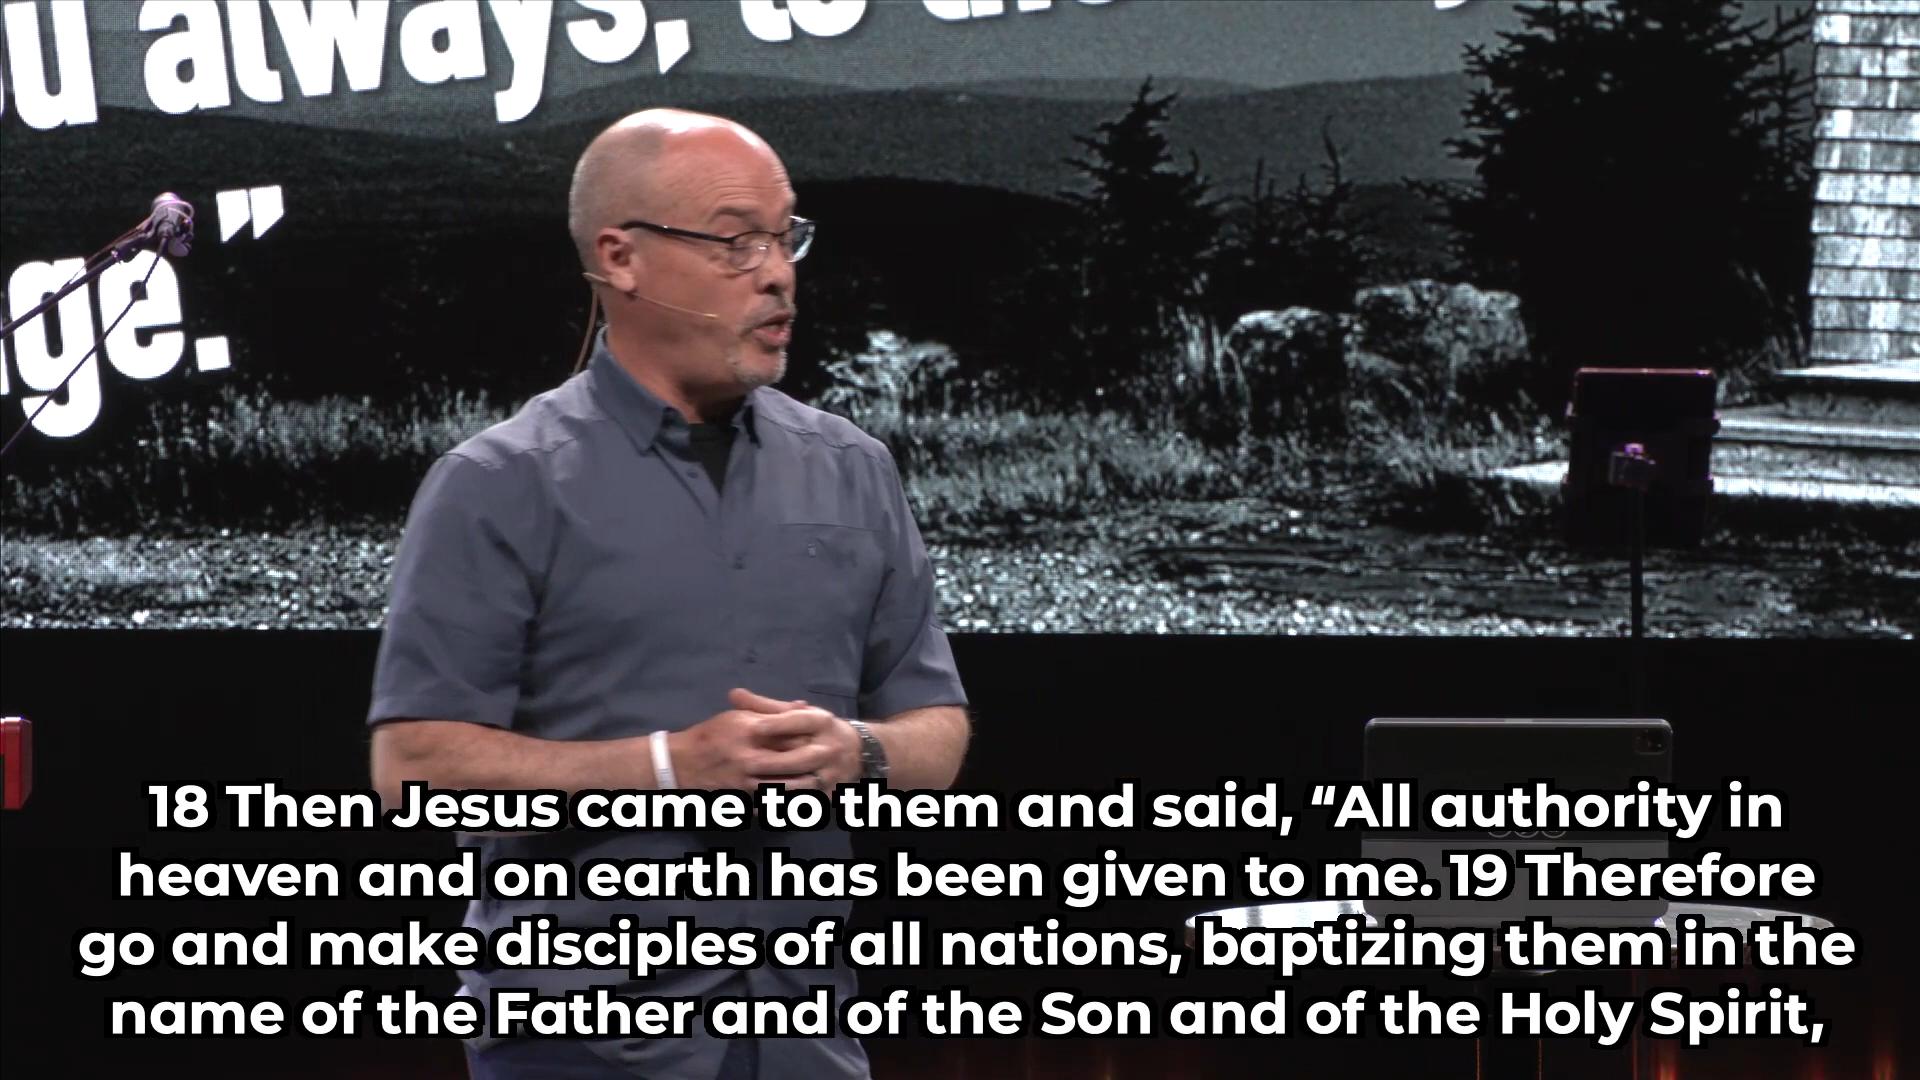 always, to the
age."
18 Then Jesus came to them and said, “All authority in
heaven and on earth has been given to me. 19 Therefore
go and make disciples of all nations, baptizing them in the
name of the Father and of the Son and of the Holy Spirit,